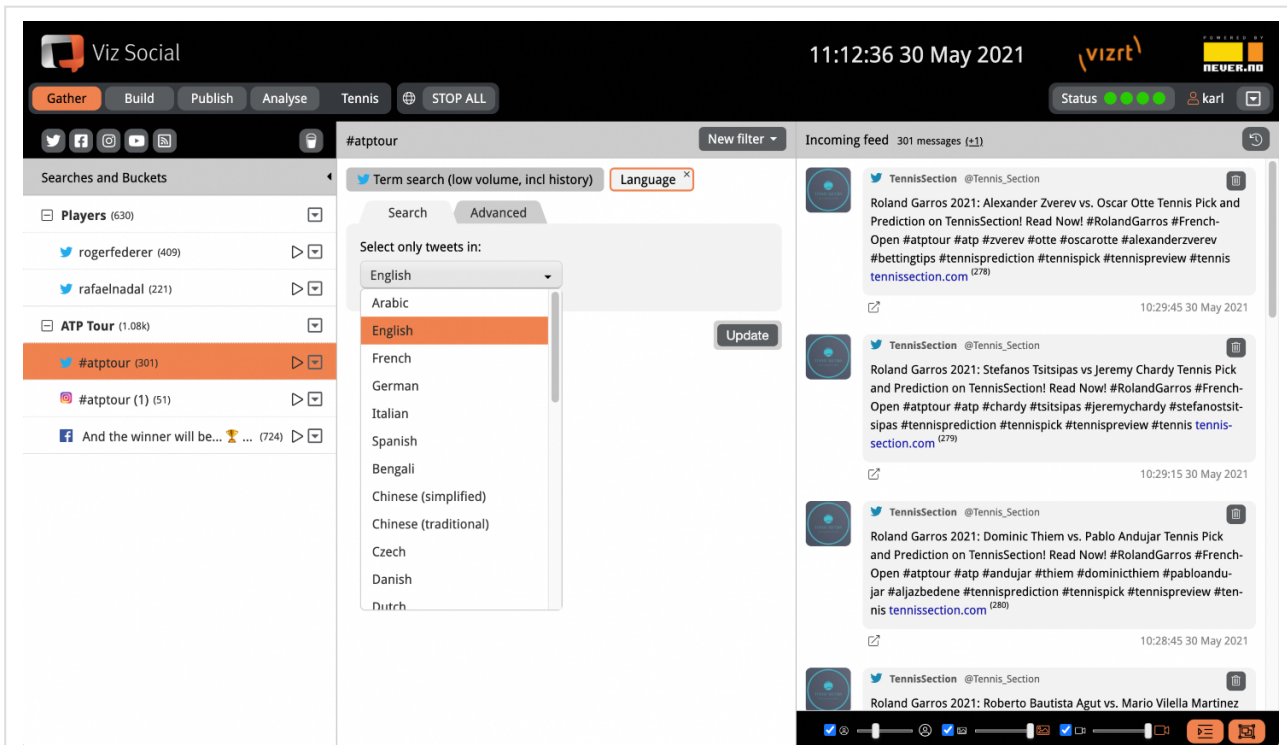 Viz Social
11:12:36 30 May 2021
vizrt
POWERED BY
NEVER.NO
Gather
Build
Publish
Analyse
Tennis
STOP ALL
Status
karl
Searches and Buckets
Players (630)
rogerfederer (409)
rafaelnadal (221)
ATP Tour (1.08k)
#atptour (301)
#atptour (1) (51)
And the winner will be... 🏆 ... (724)
#atptour
New filter
Term search (low volume, incl history)
Language ×
Search
Advanced
Select only tweets in:
English
Arabic
English
French
German
Italian
Spanish
Bengali
Chinese (simplified)
Chinese (traditional)
Czech
Danish
Dutch
Update
Incoming feed 301 messages (+1)
TennisSection @Tennis_Section
Roland Garros 2021: Alexander Zverev vs. Oscar Otte Tennis Pick and
Prediction on TennisSection! Read Now! #RolandGarros #French-
Open #atptour #atp #zverev #otte #oscarotte #alexanderzverev
#bettingtips #tennisprediction #tennispick #tennispreview #tennis
tennissection.com (278)
10:29:45 30 May 2021
TennisSection @Tennis_Section
Roland Garros 2021: Stefanos Tsitsipas vs Jeremy Chardy Tennis Pick
and Prediction on TennisSection! Read Now! #RolandGarros #French-
Open #atptour #atp #chardy #tsitsipas #jeremychardy #stefanostsit-
sipas #tennisprediction #tennispick #tennispreview #tennis tennis-
section.com (279)
10:29:15 30 May 2021
TennisSection @Tennis_Section
Roland Garros 2021: Dominic Thiem vs. Pablo Andujar Tennis Pick
and Prediction on TennisSection! Read Now! #RolandGarros #French-
Open #atptour #atp #andujar #thiem #dominicthiem #pabloandu-
jar #aljazbedene #tennisprediction #tennispick #tennispreview #ten-
nis tennissection.com (280)
10:28:45 30 May 2021
TennisSection @Tennis_Section
Roland Garros 2021: Roberto Bautista Agut vs. Mario Vilella Martinez